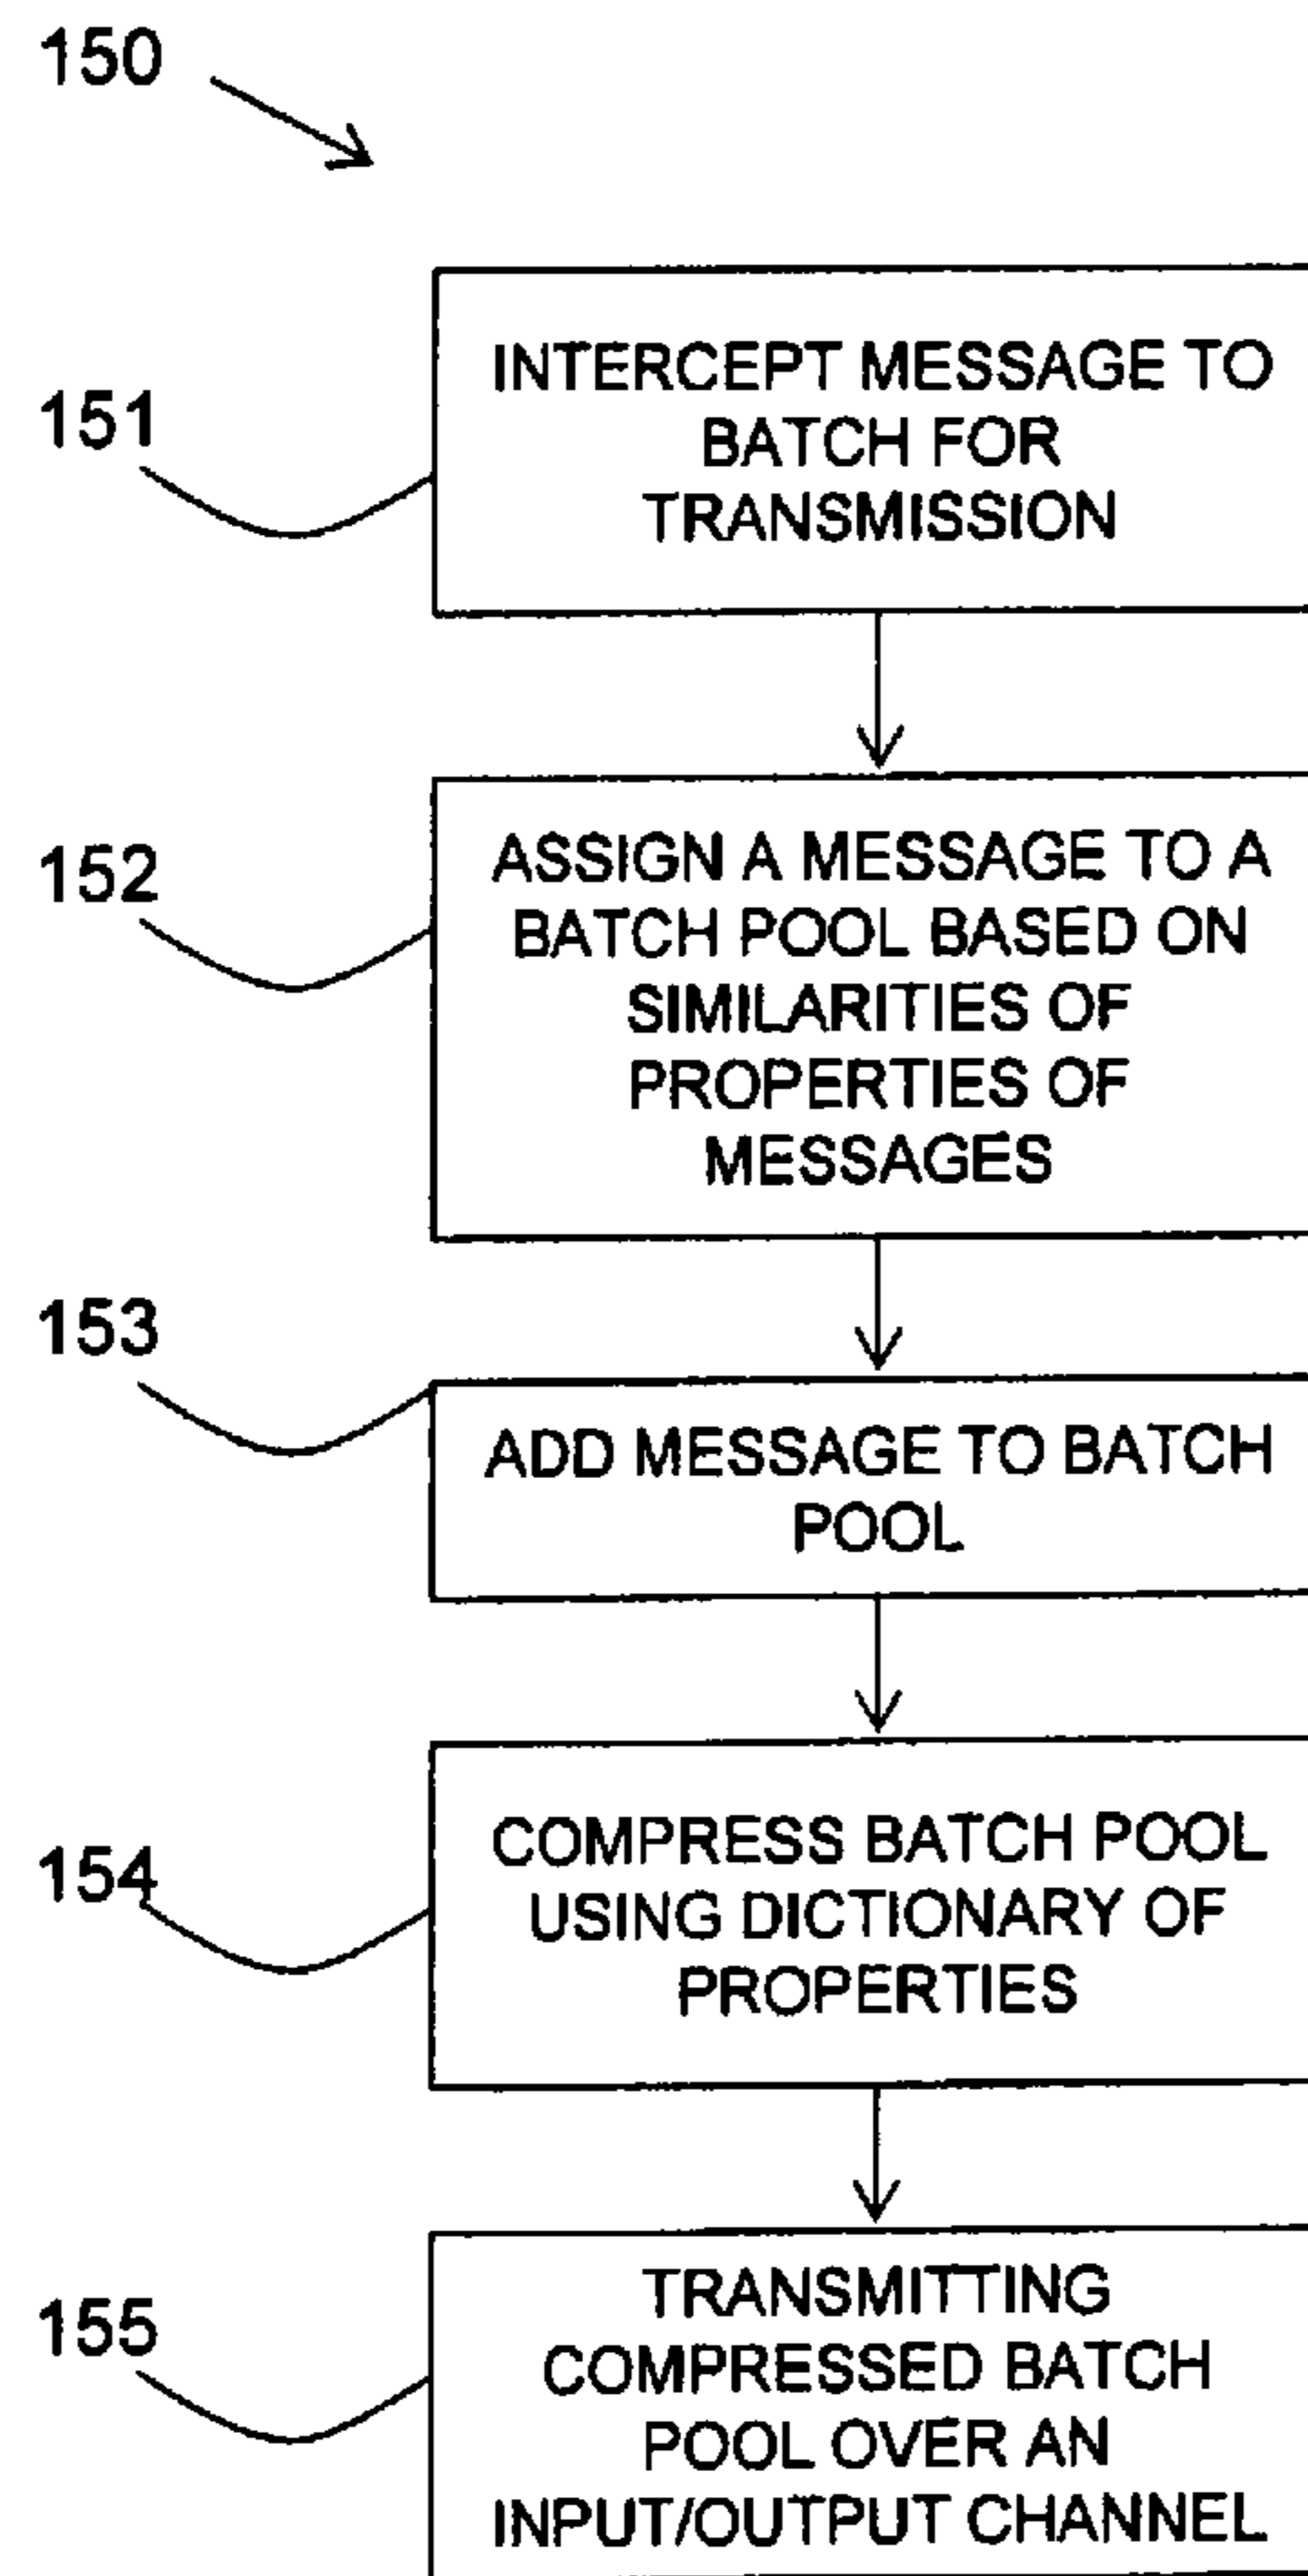 150
151
INTERCEPT MESSAGE TO
BATCH FOR
TRANSMISSION
152
ASSIGN A MESSAGE TO A
BATCH POOL BASED ON
SIMILARITIES OF
PROPERTIES OF
MESSAGES
153
ADD MESSAGE TO BATCH
POOL
154
COMPRESS BATCH POOL
USING DICTIONARY OF
PROPERTIES
155
TRANSMITTING
COMPRESSED BATCH
POOL OVER AN
INPUT/OUTPUT CHANNEL